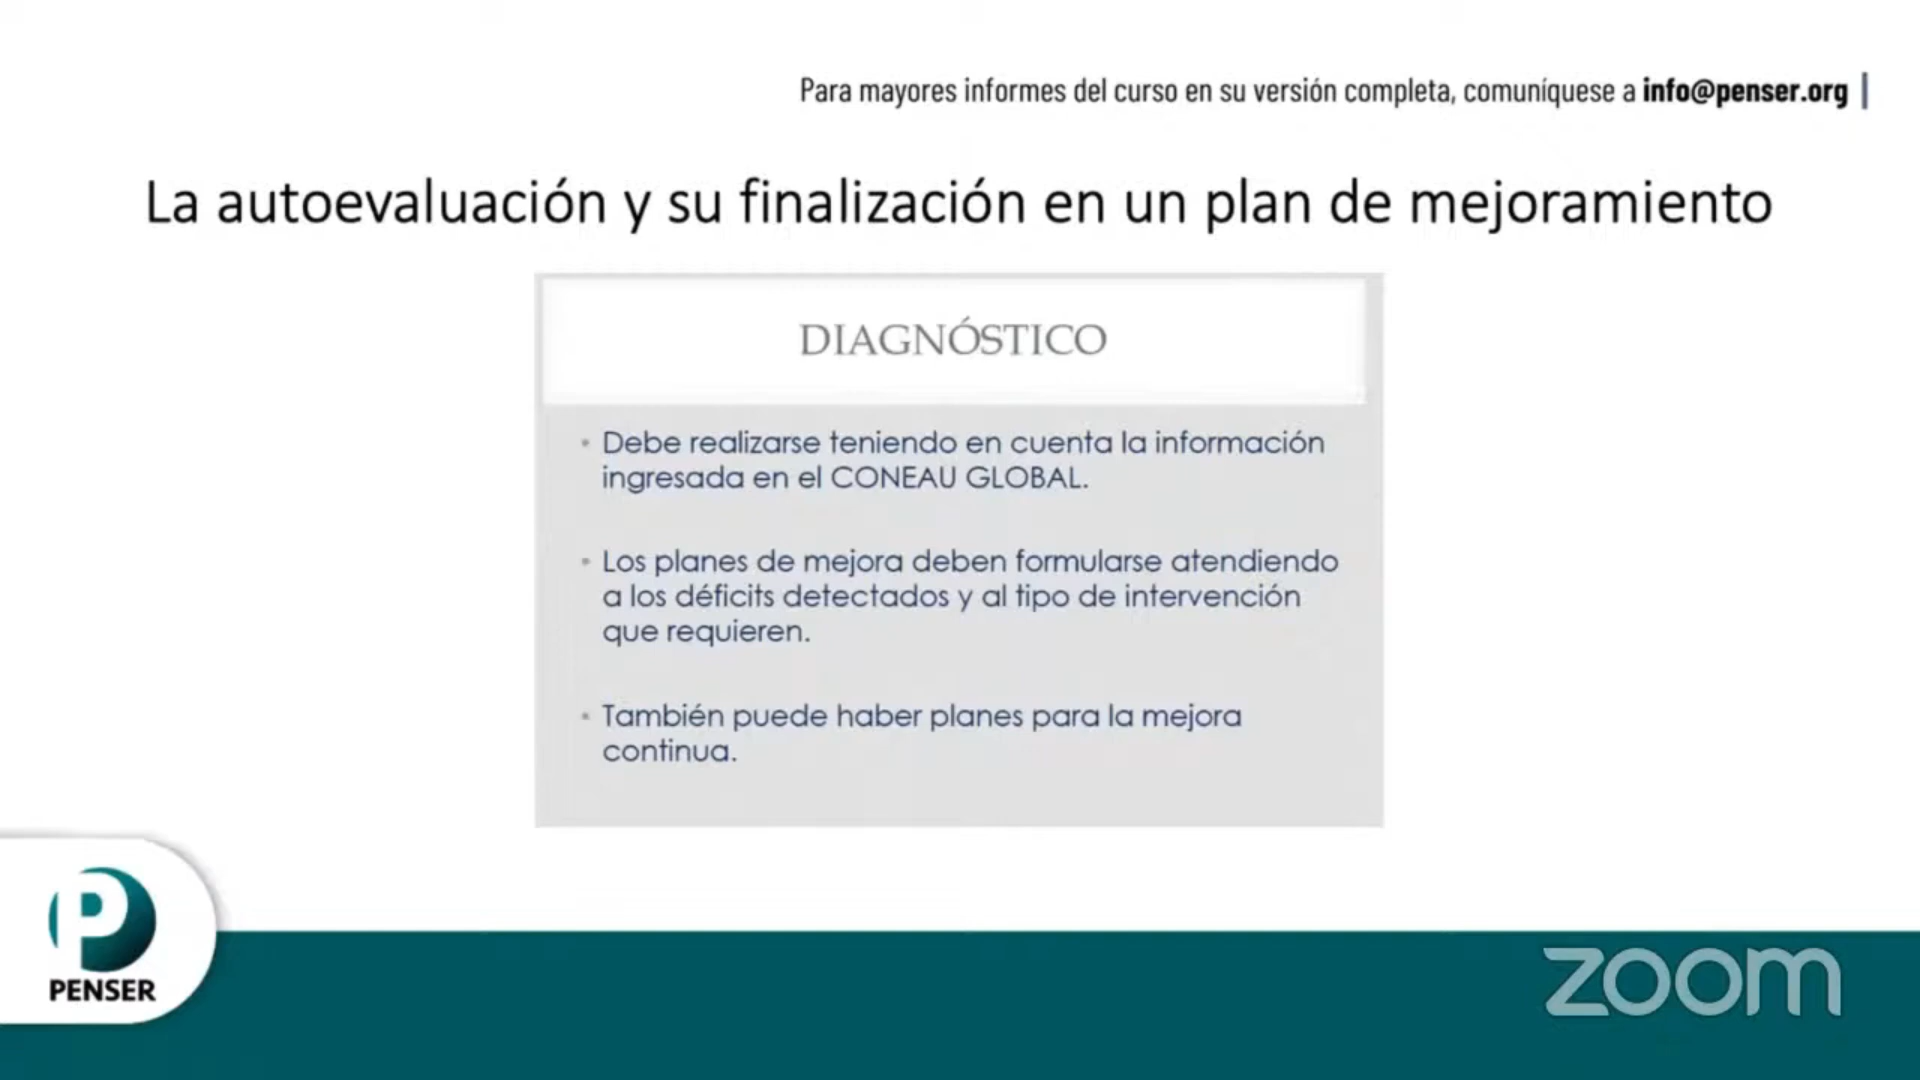 Para mayores informes del curso en su versión completa, comuníquese a info@penser.org |
La autoevaluación y su finalización en un plan de mejoramiento
DIAGNÓSTICO
• Debe realizarse teniendo en cuenta la información
ingresada en el CONEAU GLOBAL.
• Los planes de mejora deben formularse atendiendo
a los déficits detectados y al tipo de intervención
que requieren.
• También puede haber planes para la mejora
continua.
P
PENSER
zoom